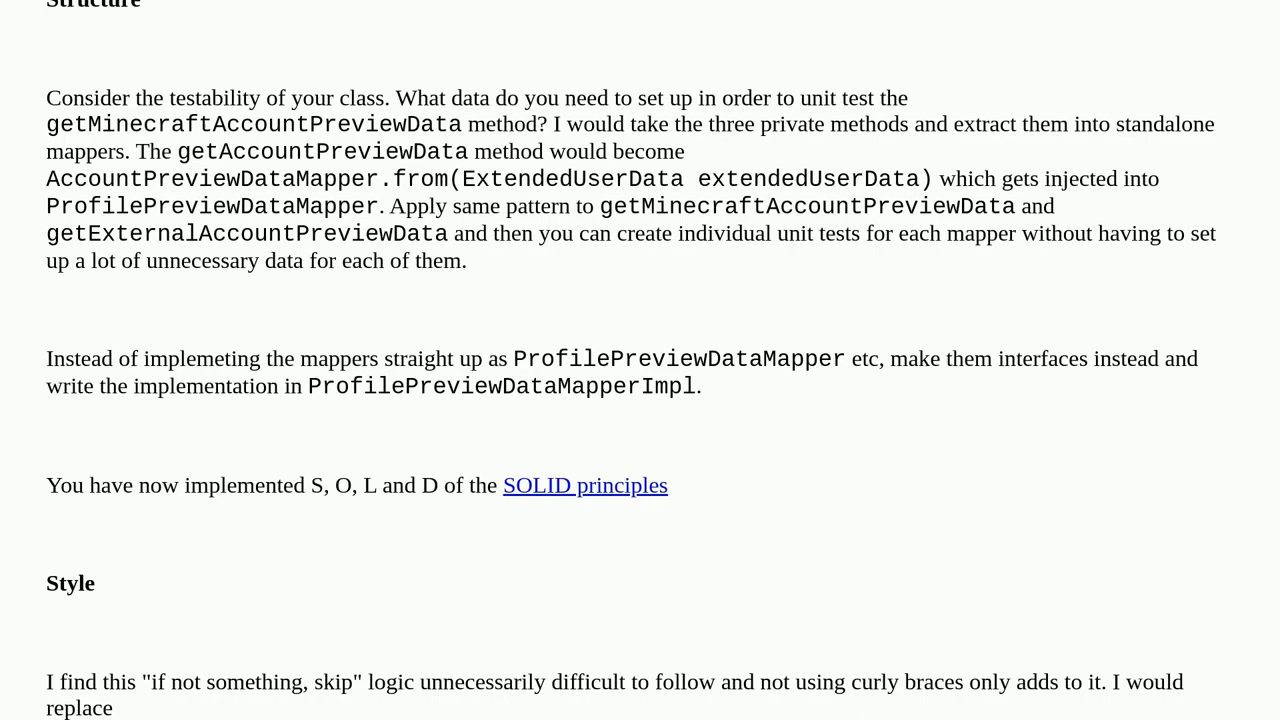 Structure
Consider the testability of your class. What data do you need to set up in order to unit test the
getMinecraftAccountPreviewData method? I would take the three private methods and extract them into standalone
mappers. The getAccountPreviewData method would become
AccountPreviewDataMapper.from(ExtendedUserData extendedUserData) which gets injected into
ProfilePreviewDataMapper. Apply same pattern to getMinecraftAccountPreviewData and
getExternalAccountPreviewData and then you can create individual unit tests for each mapper without having to set
up a lot of unnecessary data for each of them.
Instead of implemeting the mappers straight up as ProfilePreviewDataMapper etc, make them interfaces instead and
write the implementation in ProfilePreviewDataMapperImpl.
You have now implemented S, O, L and D of the SOLID principles
Style
I find this "if not something, skip" logic unnecessarily difficult to follow and not using curly braces only adds to it. I would
replace